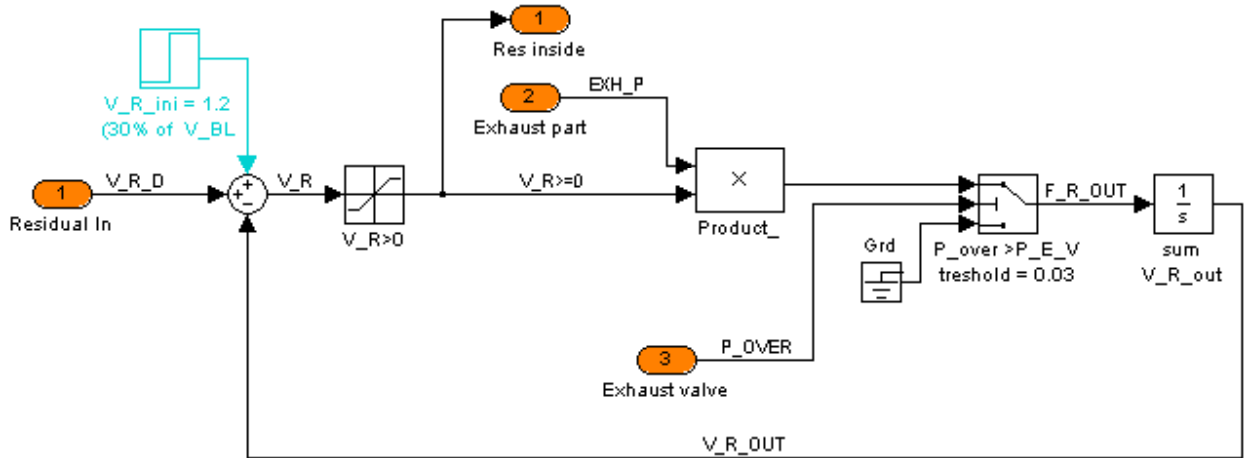 1
Res inside
EXH_P
2
Exhaust part
V_R_ini = 1.2
(30% of V_BL
V_R_D
1
Residual In
+
+
−
V_R
V_R>0
V_R>=0
×
Product_
Grd
P_over >P_E_V
treshold = 0.03
F_R_OUT
1
s
sum
V_R_out
P_OVER
3
Exhaust valve
V_R_OUT